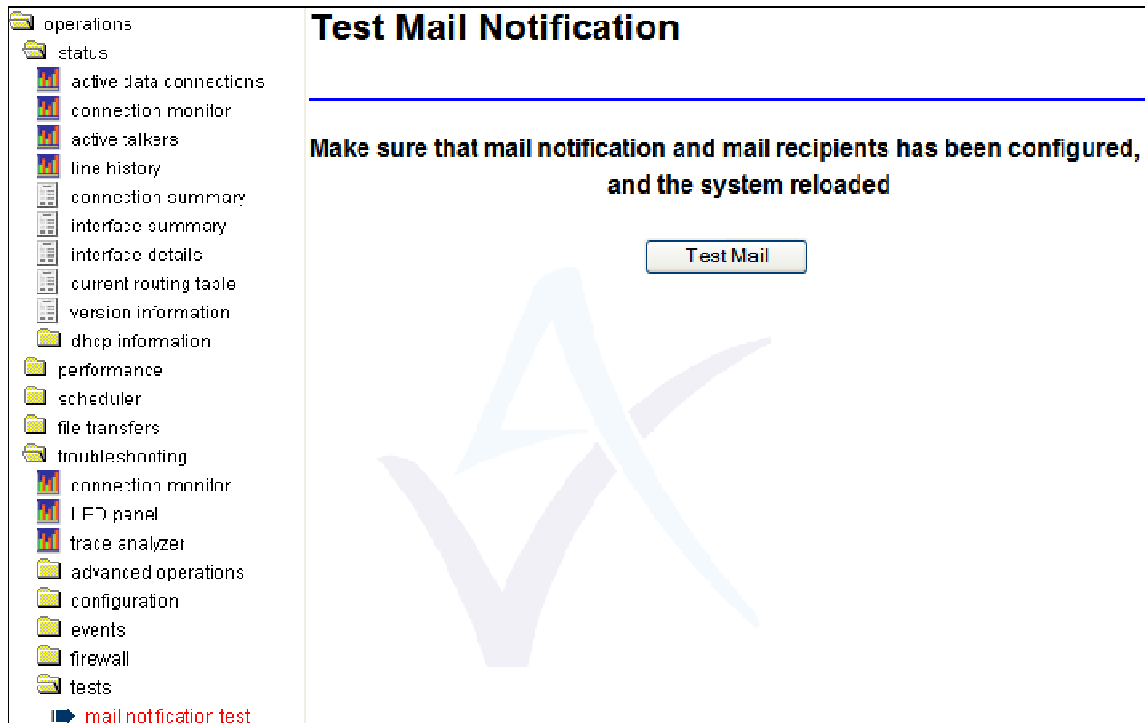 operations
status
active data connections
connection monitor
active talkers
line history
connection summary
interface summary
interface details
current routing table
version information
dhcp information
performance
scheduler
file transfers
troubleshooting
connection monitor
LED panel
trace analyzer
advanced operations
configuration
events
firewall
tests
mail notification test
Test Mail Notification
Make sure that mail notification and mail recipients has been configured,
and the system reloaded
Test Mail